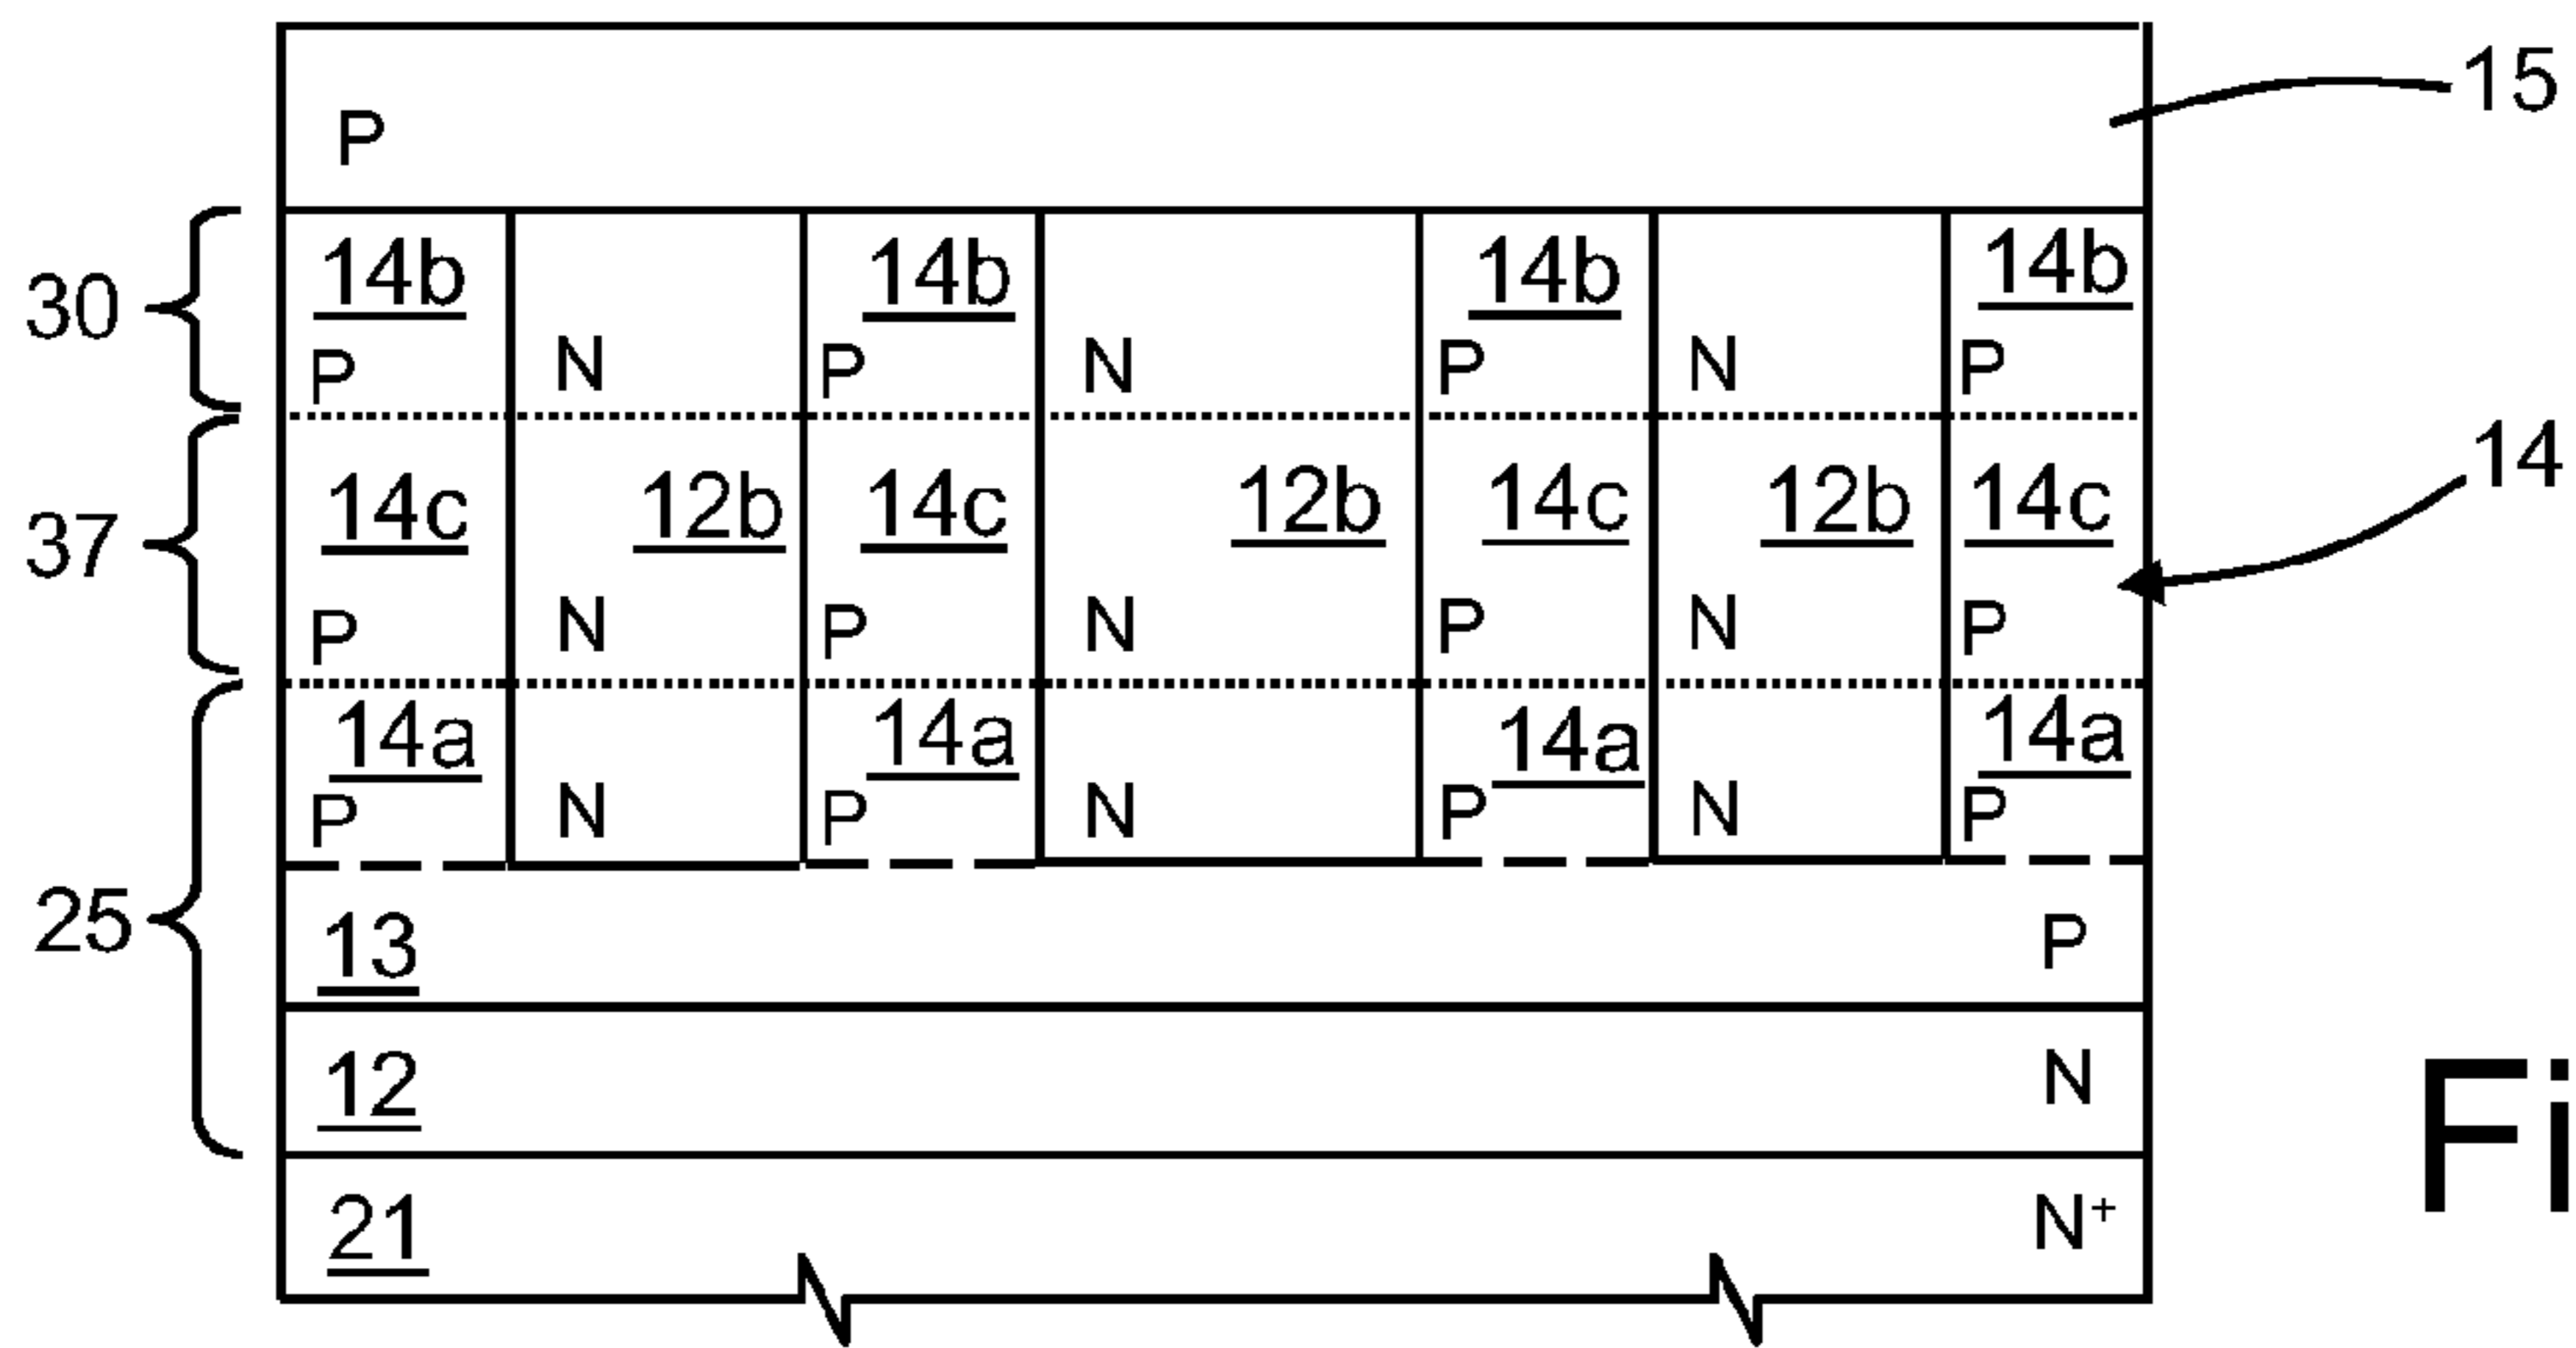 15
P
14b 14b 14b 14b
30
P N P N P N P
14
14c 12b 14c 12b 14c 12b 14c
37
P N P N P N P
14a 14a 14a 14a
P N P N P N P
25
13 P
12 N
21 N⁺
Fi